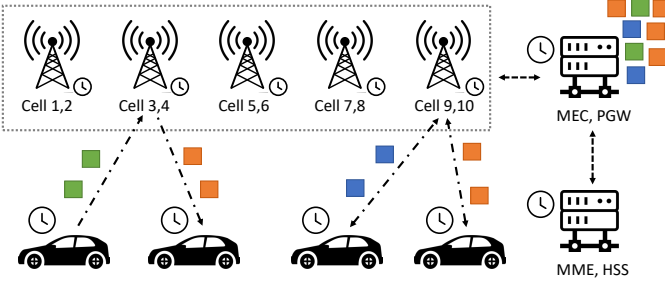 Cell 1,2
Cell 3,4
Cell 5,6
Cell 7,8
Cell 9,10
MEC, PGW
MME, HSS